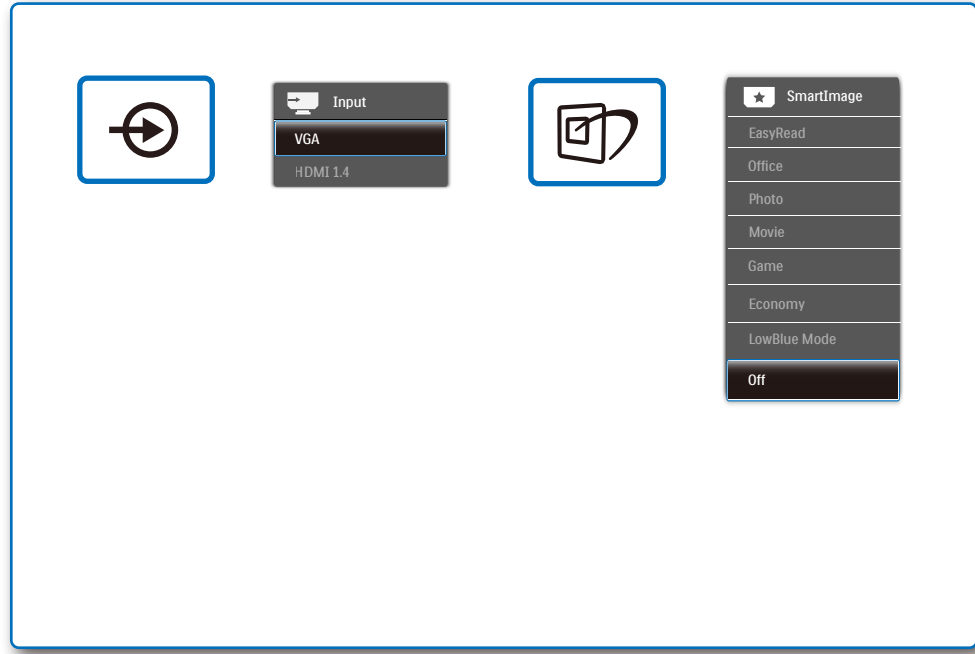 Input
VGA
HDMI 1.4
SmartImage
EasyRead
Office
Photo
Movie
Game
Economy
LowBlue Mode
Off